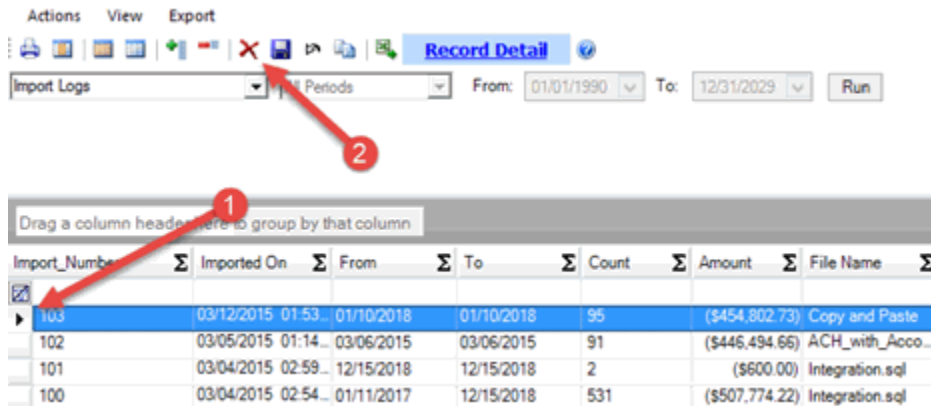 Actions View Export
Record Detail
Import Logs All Periods From: 01/01/1990 To: 12/31/2029 Run
2
1
Drag a column header here to group by that column
Import_Number Σ Imported On Σ From Σ To Σ Count Σ Amount Σ File Name Σ
103 03/12/2015 01:53... 01/10/2018 01/10/2018 95 ($454,802.73) Copy and Paste
102 03/05/2015 01:14... 03/06/2015 03/06/2015 91 ($446,494.66) ACH_with_Acco...
101 03/04/2015 02:59... 12/15/2018 12/15/2018 2 ($600.00) Integration.sql
100 03/04/2015 02:54... 01/11/2017 12/15/2018 531 ($507,774.22) Integration.sql